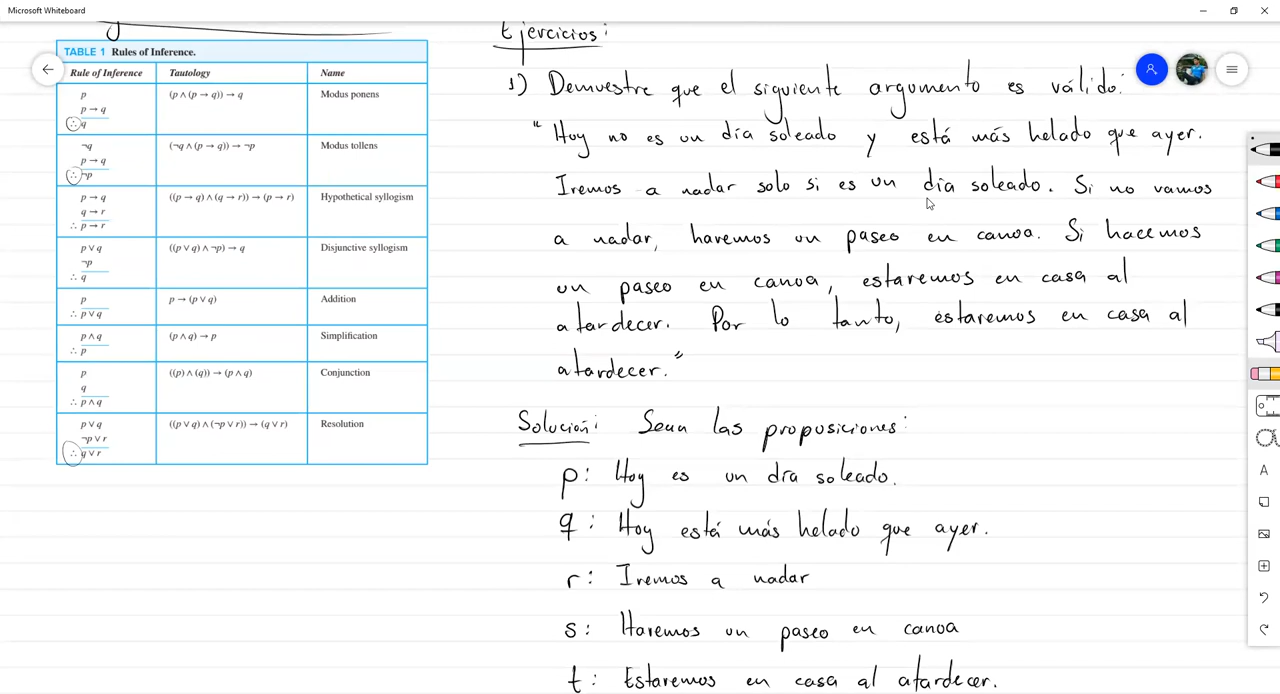 Microsoft Whiteboard
TABLE 1 Rules of Inference.
Rule of Inference Tautology Name
p
p → q
∴ q
(p ∧ (p → q)) → q
Modus ponens
¬q
p → q
∴ ¬p
(¬q ∧ (p → q)) → ¬p
Modus tollens
p → q
q → r
∴ p → r
((p → q) ∧ (q → r)) → (p → r)
Hypothetical syllogism
p ∨ q
¬p
∴ q
((p ∨ q) ∧ ¬p) → q
Disjunctive syllogism
p
∴ p ∨ q
p → (p ∨ q)
Addition
p ∧ q
∴ p
(p ∧ q) → p
Simplification
p
q
∴ p ∧ q
((p) ∧ (q)) → (p ∧ q)
Conjunction
p ∨ q
¬p ∨ r
∴ q ∨ r
((p ∨ q) ∧ (¬p ∨ r)) → (q ∨ r)
Resolution
Ejercicios:
1) Demuestre que el siguiente argumento es válido:
"Hoy no es un día soleado y está más helado que ayer.
Iremos a nadar solo si es un día soleado. Si no vamos
a nadar, haremos un paseo en canoa. Si hacemos
un paseo en canoa, estaremos en casa al
atardecer. Por lo tanto, estaremos en casa al
atardecer."
Solución: Sean las proposiciones:
p: Hoy es un día soleado.
q: Hoy está más helado que ayer.
r: Iremos a nadar
s: Haremos un paseo en canoa
t: Estaremos en casa al atardecer.
A